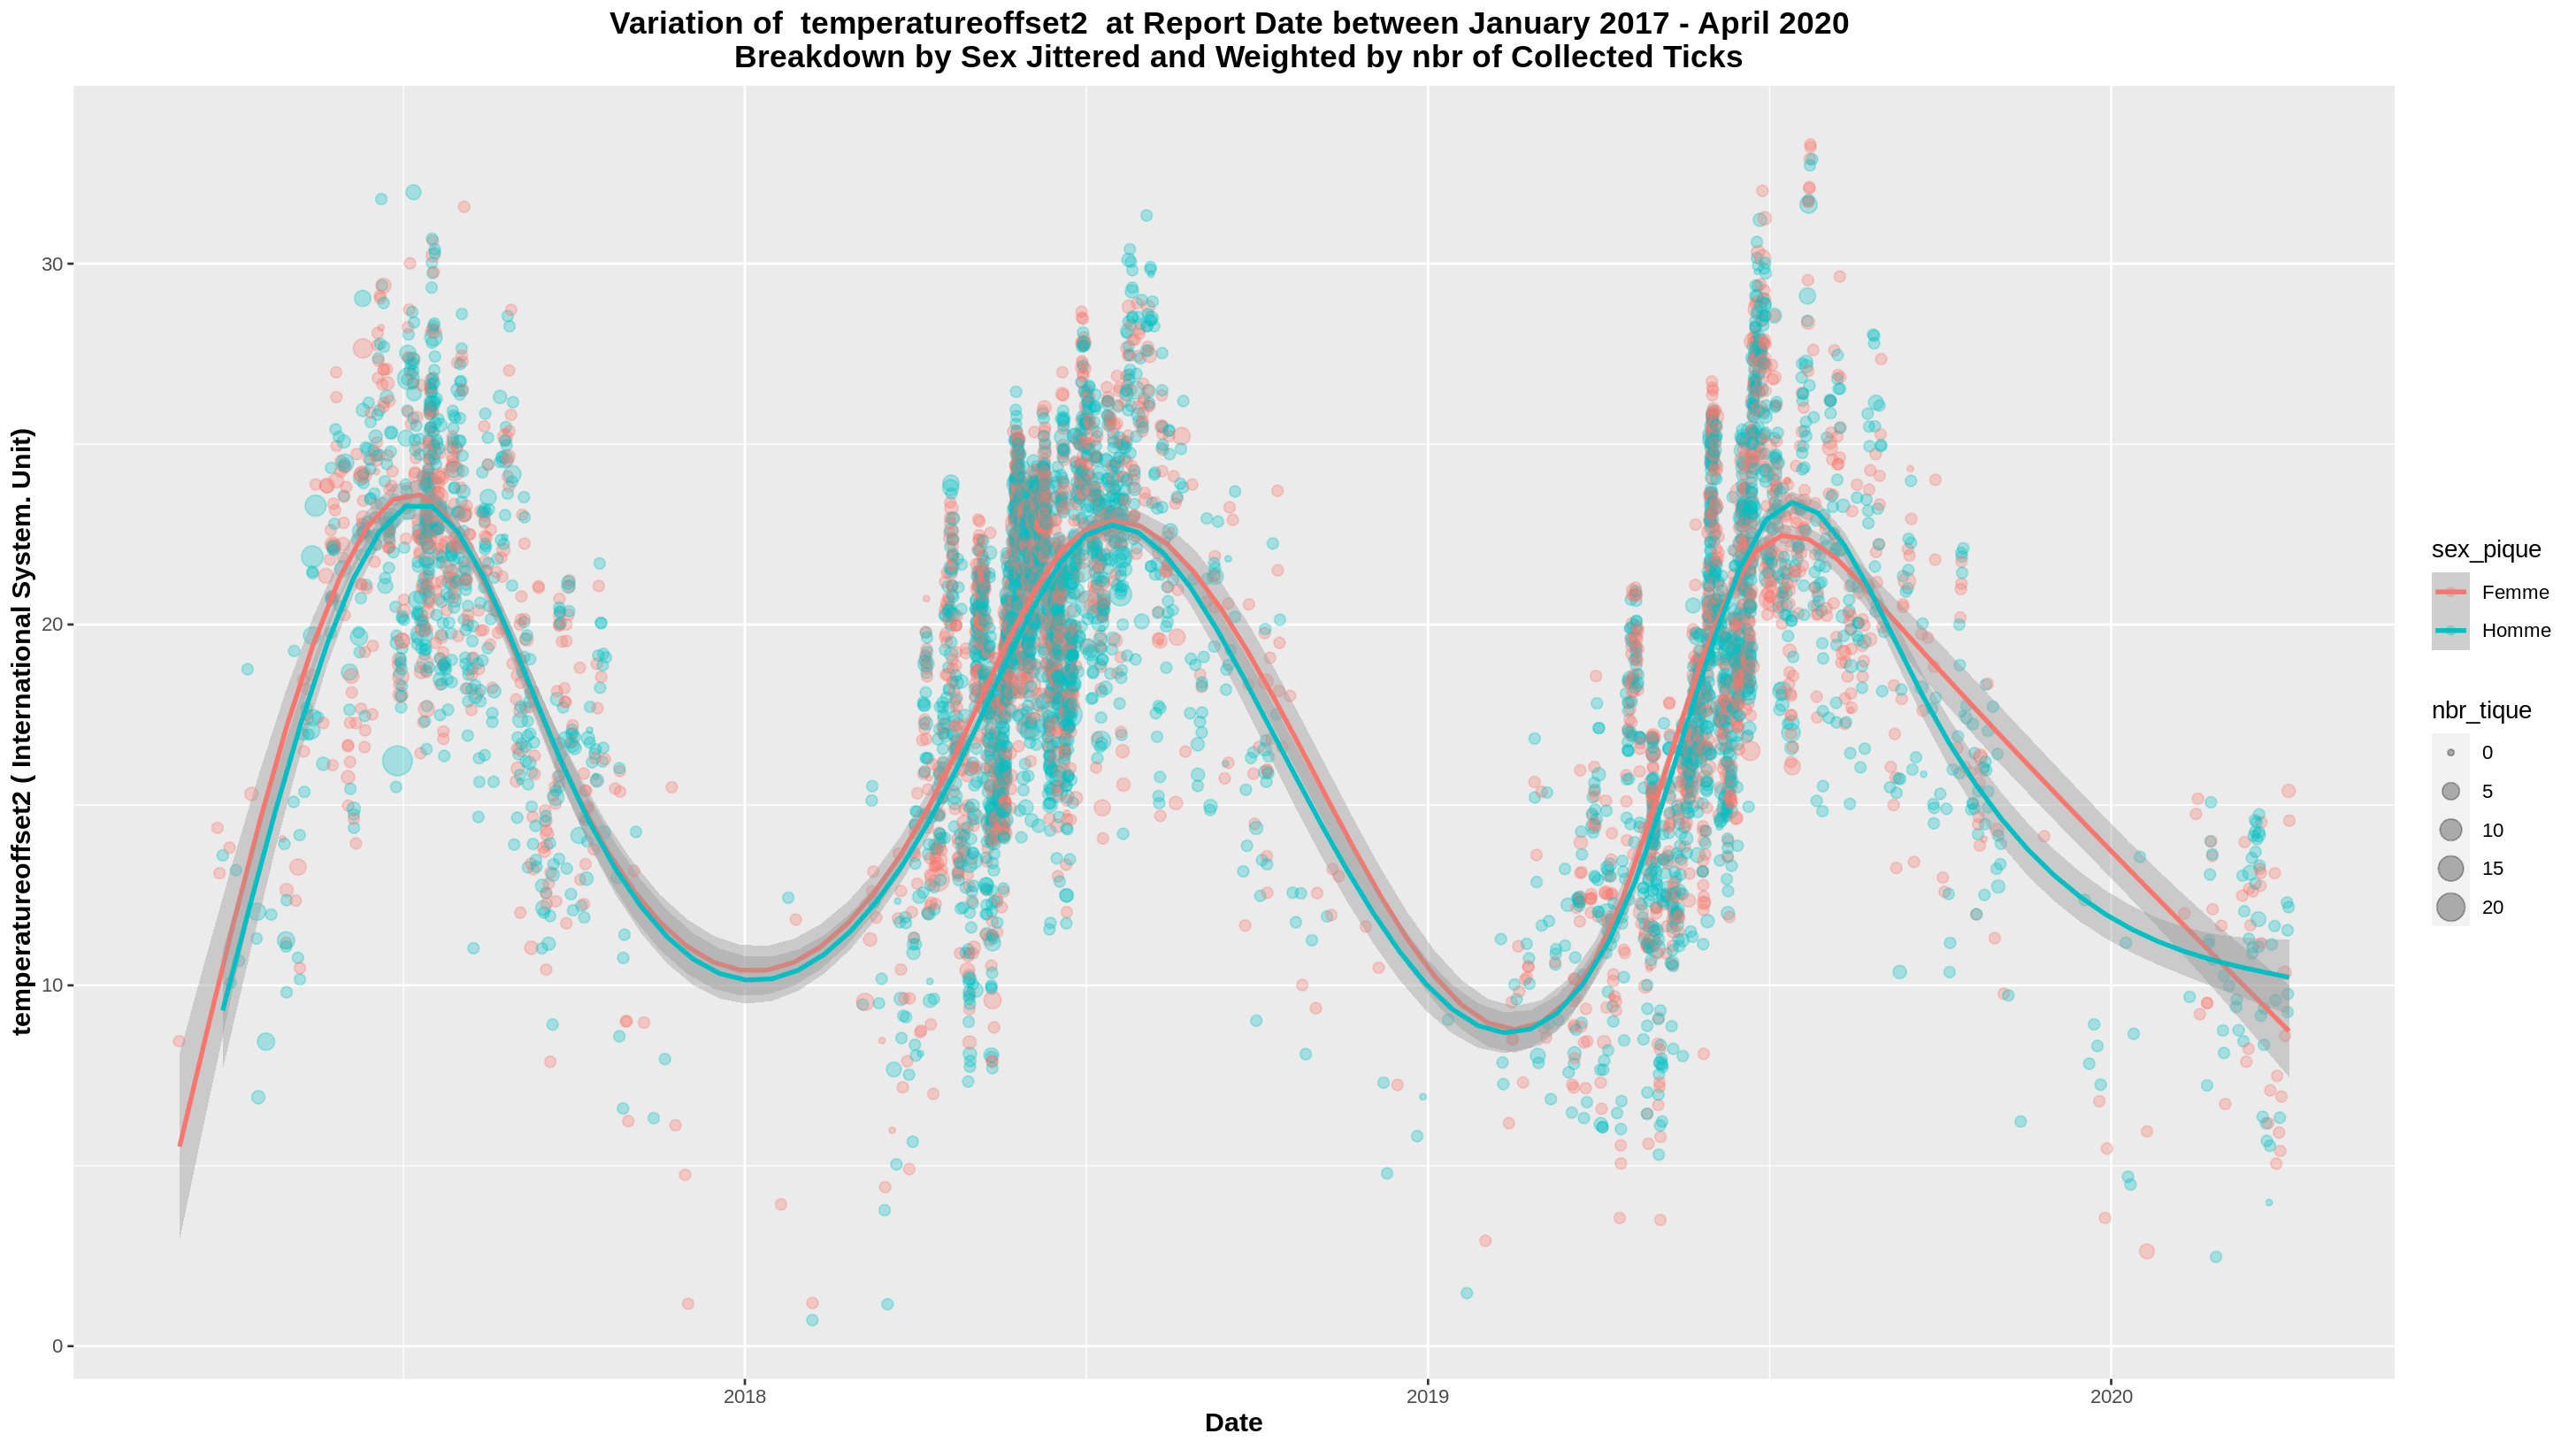 Variation of  temperatureoffset2  at Report Date between January 2017 - April 2020
Breakdown by Sex Jittered and Weighted by nbr of Collected Ticks
temperatureoffset2 ( International System. Unit)
30
20
10
0
2018
2019
2020
Date
sex_pique
Femme
Homme
nbr_tique
0
5
10
15
20